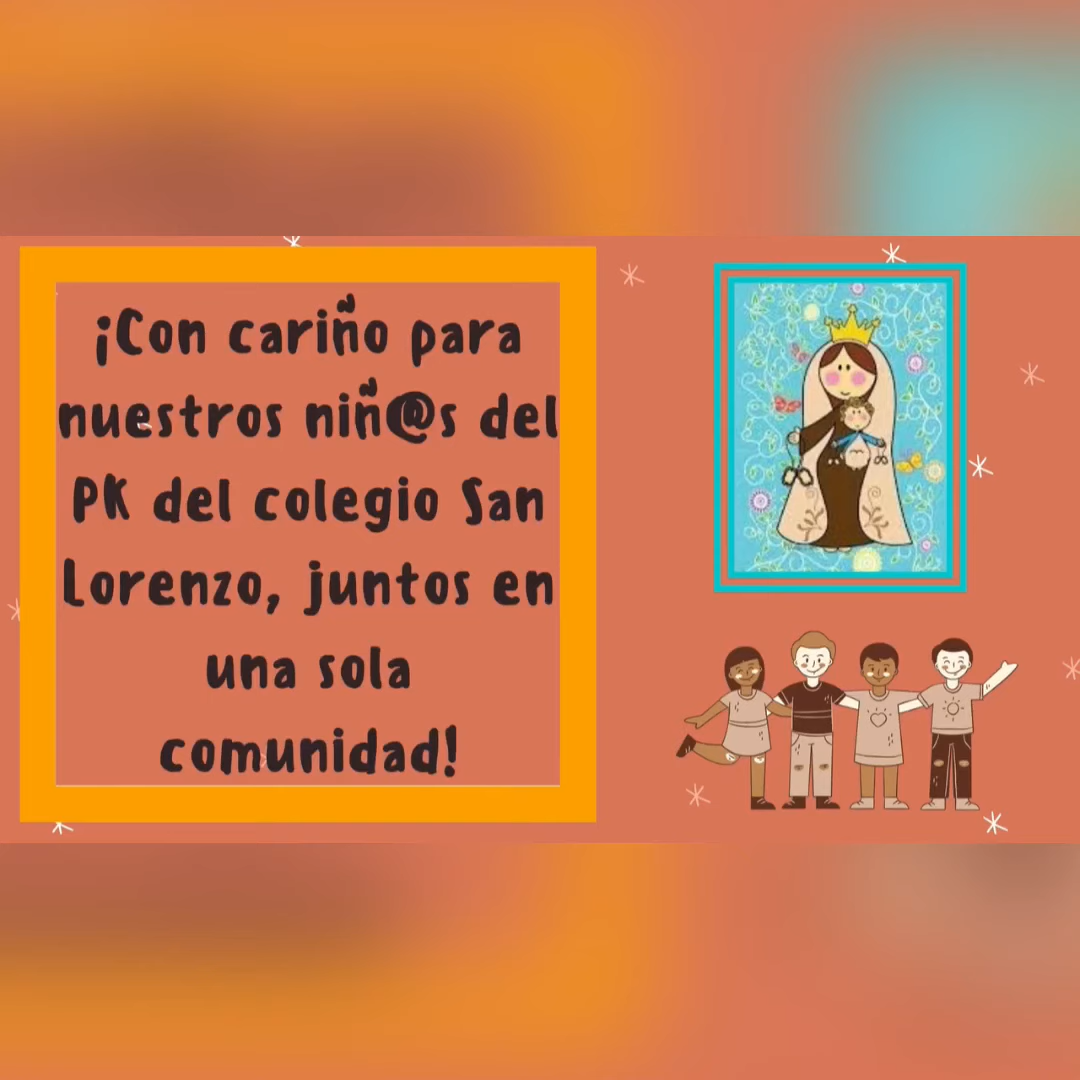 ¡Con cariño para
nuestros niñ@s del
PK del colegio San
Lorenzo, juntos en
una sola
comunidad!